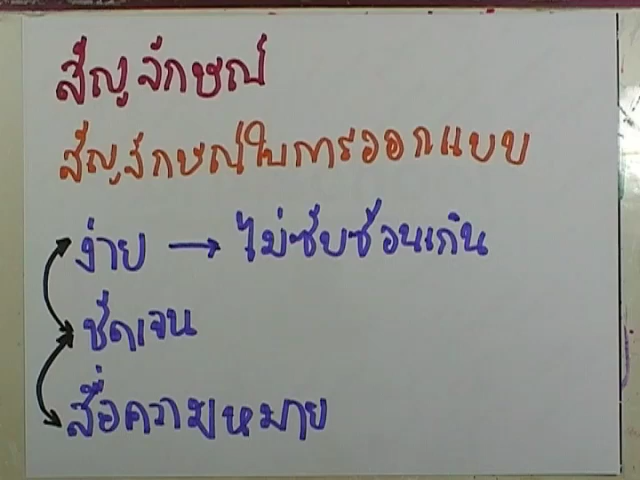 สัญลักษณ์
สัญลักษณ์ในการออกแบบ
ง่าย → ไม่ซับซ้อนเกิน
ชัดเจน
สื่อความหมาย